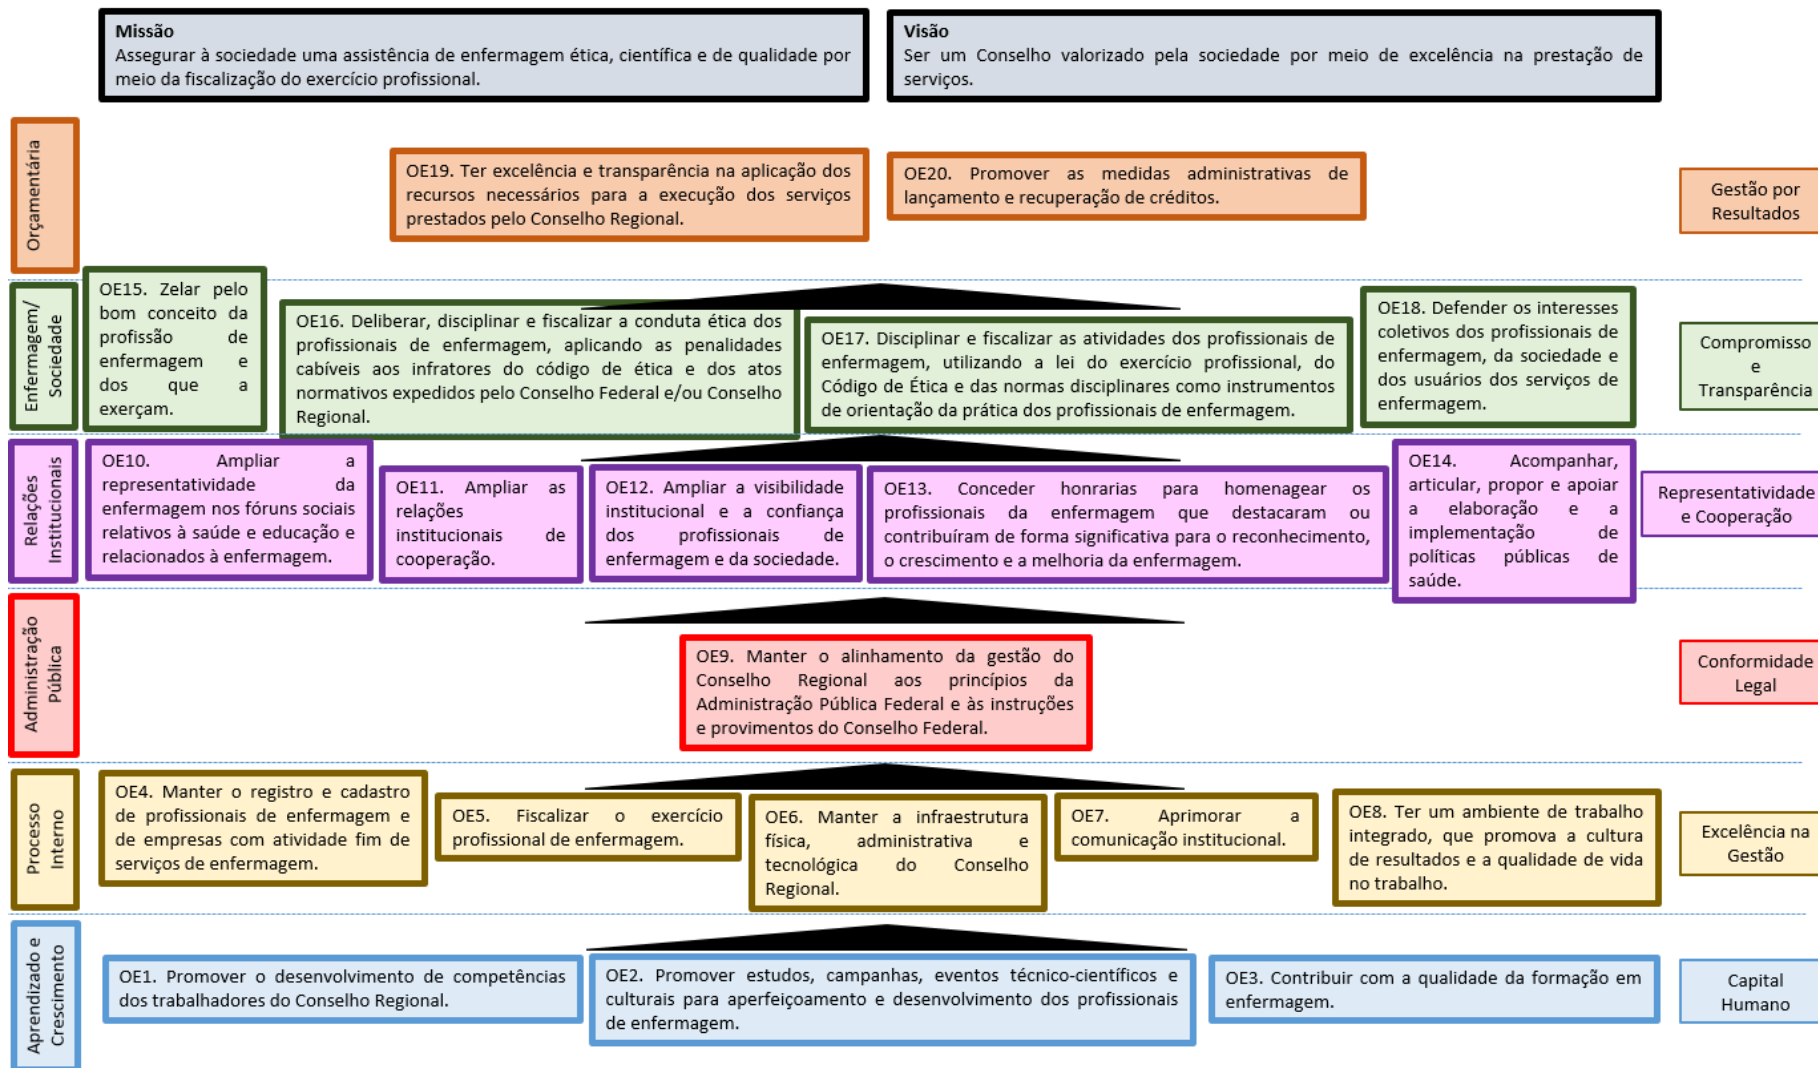 Missão
Assegurar à sociedade uma assistência de enfermagem ética, científica e de qualidade por
meio da fiscalização do exercício profissional.
Visão
Ser um Conselho valorizado pela sociedade por meio de excelência na prestação de
serviços.
Orçamentária
OE19. Ter excelência e transparência na aplicação dos
recursos necessários para a execução dos serviços
prestados pelo Conselho Regional.
OE20. Promover as medidas administrativas de
lançamento e recuperação de créditos.
Gestão por
Resultados
Enfermagem/
Sociedade
OE15. Zelar pelo
bom conceito da
profissão de
enfermagem e
dos que a
exerçam.
OE16. Deliberar, disciplinar e fiscalizar a conduta ética dos
profissionais de enfermagem, aplicando as penalidades
cabíveis aos infratores do código de ética e dos atos
normativos expedidos pelo Conselho Federal e/ou Conselho
Regional.
OE17. Disciplinar e fiscalizar as atividades dos profissionais de
enfermagem, utilizando a lei do exercício profissional, do
Código de Ética e das normas disciplinares como instrumentos
de orientação da prática dos profissionais de enfermagem.
OE18. Defender os interesses
coletivos dos profissionais de
enfermagem, da sociedade e
dos usuários dos serviços de
enfermagem.
Compromisso
e
Transparência
Relações
Institucionais
OE10. Ampliar a
representatividade da
enfermagem nos fóruns sociais
relativos à saúde e educação e
relacionados à enfermagem.
OE11. Ampliar as
relações
institucionais de
cooperação.
OE12. Ampliar a visibilidade
institucional e a confiança
dos profissionais de
enfermagem e da sociedade.
OE13. Conceder honrarias para homenagear os
profissionais da enfermagem que destacaram ou
contribuíram de forma significativa para o reconhecimento,
o crescimento e a melhoria da enfermagem.
OE14. Acompanhar,
articular, propor e apoiar
a elaboração e a
implementação de
políticas públicas de
saúde.
Representatividade
e Cooperação
Administração
Pública
OE9. Manter o alinhamento da gestão do
Conselho Regional aos princípios da
Administração Pública Federal e às instruções
e provimentos do Conselho Federal.
Conformidade
Legal
Processo
Interno
OE4. Manter o registro e cadastro
de profissionais de enfermagem e
de empresas com atividade fim de
serviços de enfermagem.
OE5. Fiscalizar o exercício
profissional de enfermagem.
OE6. Manter a infraestrutura
física, administrativa e
tecnológica do Conselho
Regional.
OE7. Aprimorar a
comunicação institucional.
OE8. Ter um ambiente de trabalho
integrado, que promova a cultura
de resultados e a qualidade de vida
no trabalho.
Excelência na
Gestão
Aprendizado e
Crescimento
OE1. Promover o desenvolvimento de competências
dos trabalhadores do Conselho Regional.
OE2. Promover estudos, campanhas, eventos técnico-científicos e
culturais para aperfeiçoamento e desenvolvimento dos profissionais
de enfermagem.
OE3. Contribuir com a qualidade da formação em
enfermagem.
Capital
Humano